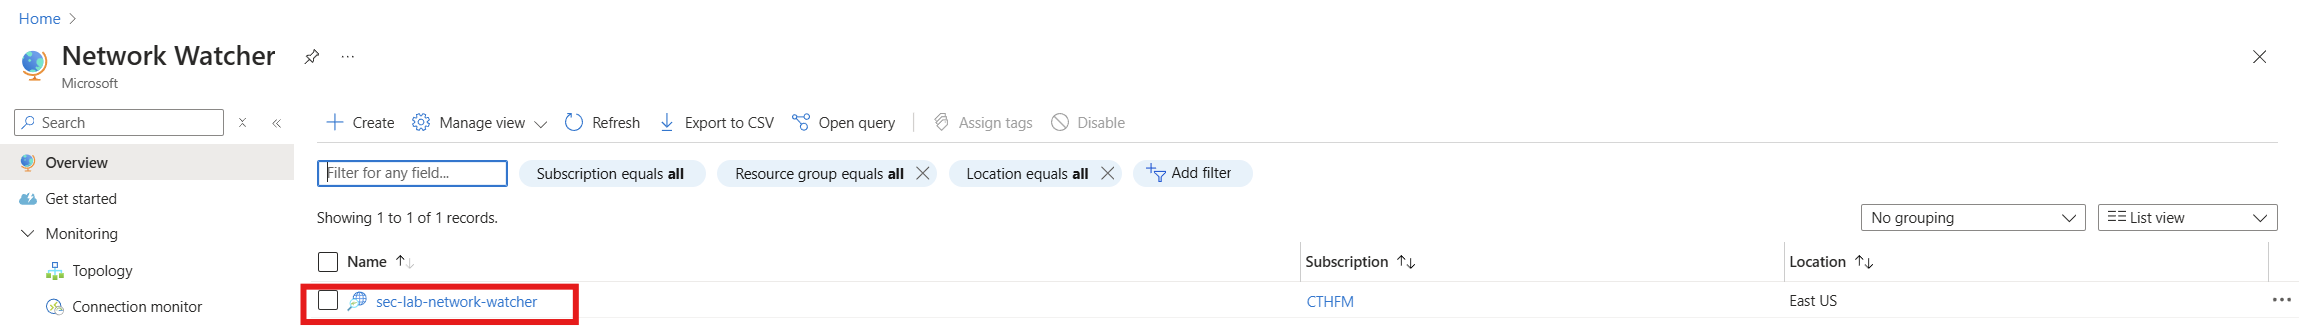 Home
Network Watcher
Microsoft
Search
Create Manage view Refresh Export to CSV Open query Assign tags Disable
Overview
Filter for any field... Subscription equals all Resource group equals all Location equals all Add filter
Get started
Showing 1 to 1 of 1 records. No grouping List view
Monitoring
Name Subscription Location
Topology
sec-lab-network-watcher CTHFM East US
Connection monitor